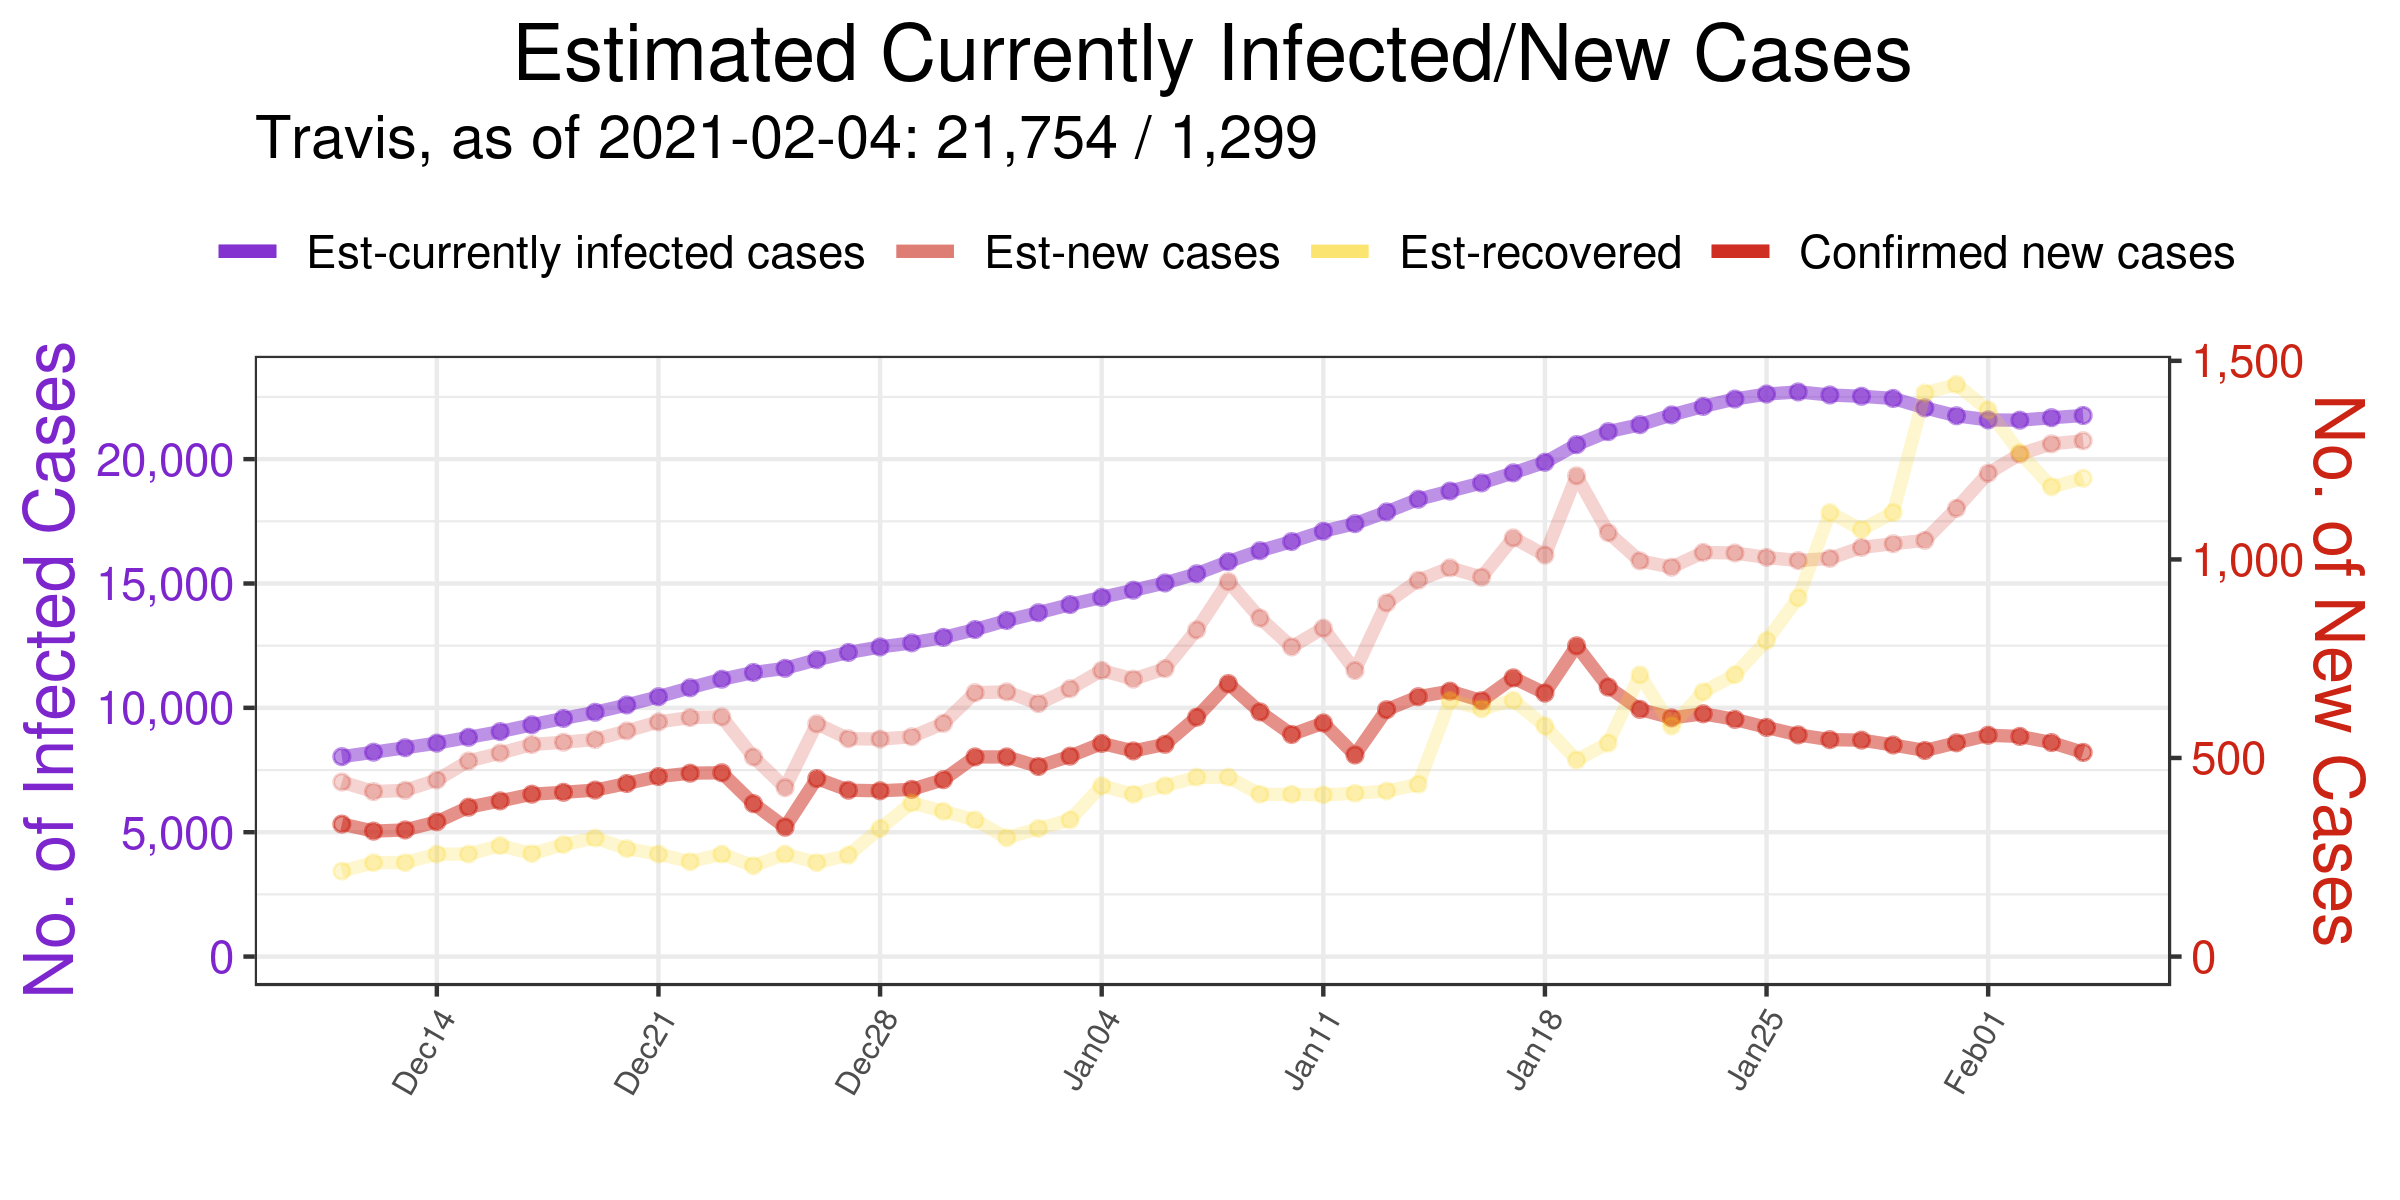 Estimated Currently Infected/New Cases
Travis, as of 2021-02-04: 21,754 / 1,299
Est-currently infected cases Est-new cases Est-recovered Confirmed new cases
No. of Infected Cases
20,000
15,000
10,000
5,000
0
1,500
1,000
500
0
No. of New Cases
Dec14 Dec21 Dec28 Jan04 Jan11 Jan18 Jan25 Feb01